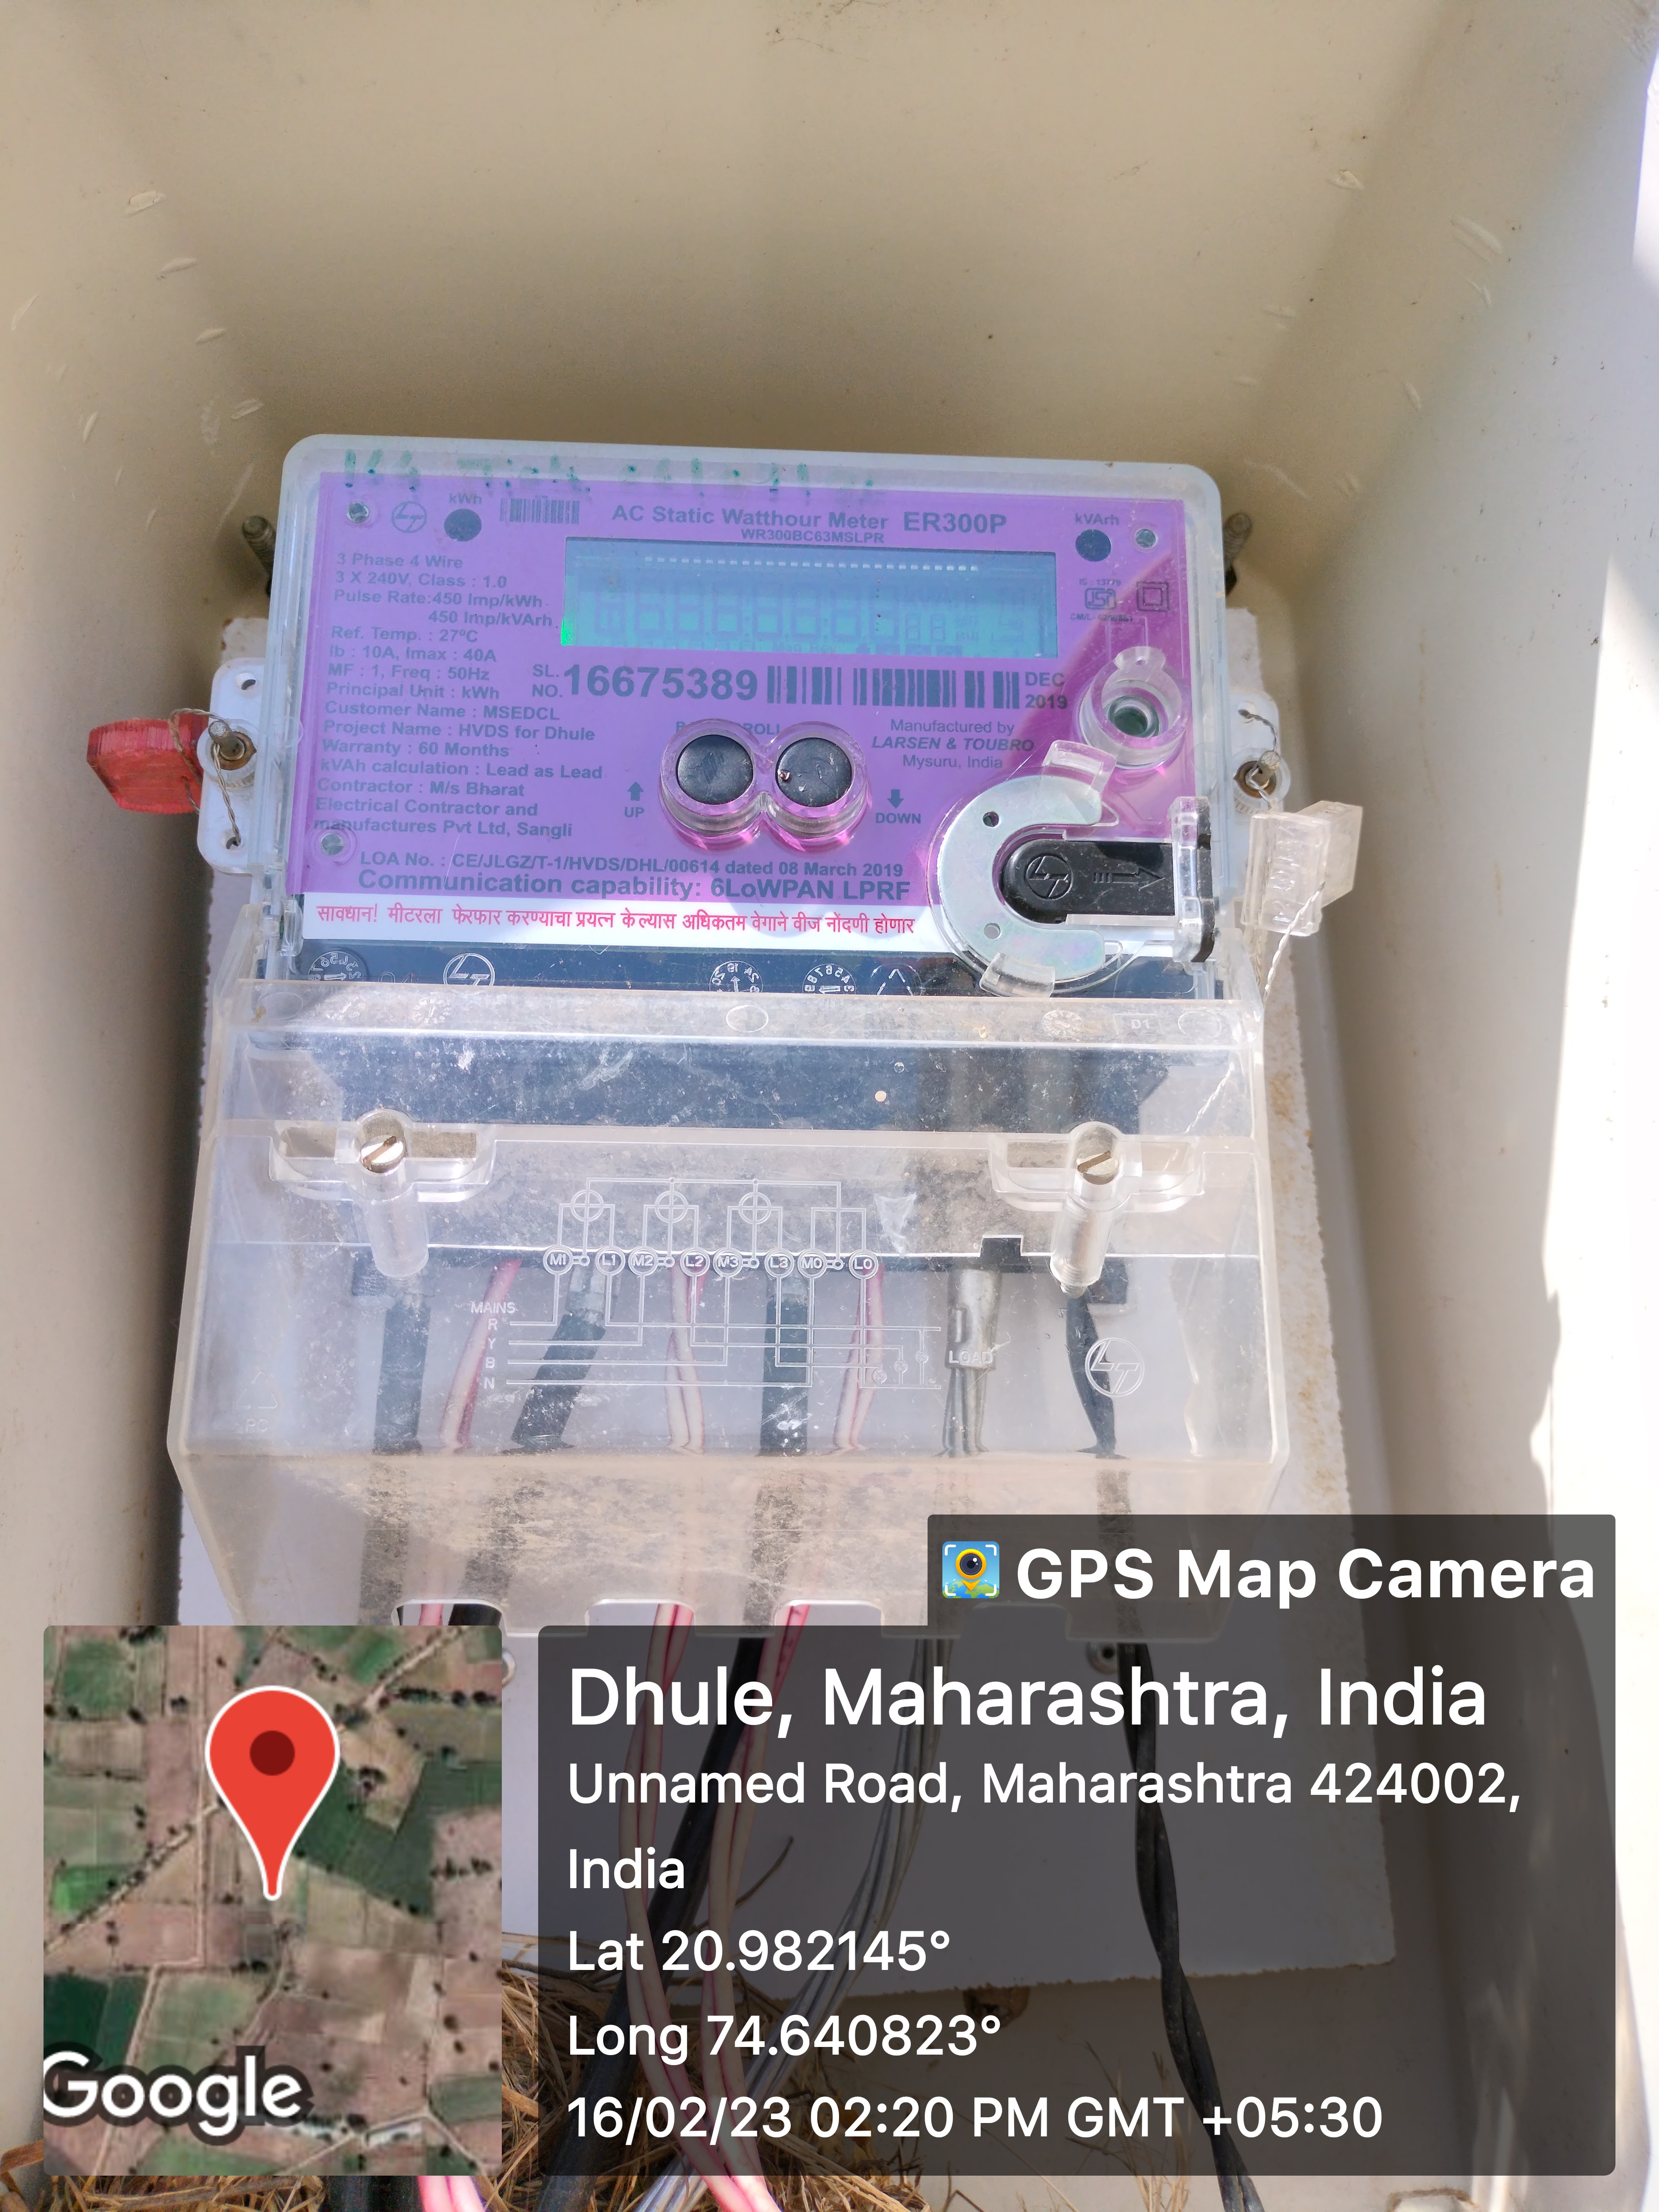 kWh
AC Static Watthour Meter ER300P
WR300BC63MSLPR
kVArh
3 Phase 4 Wire
3 X 240V, Class : 1.0
Pulse Rate:450 Imp/kWh
450 Imp/kVArh
Ref. Temp. : 27°C
Ib : 10A, Imax : 40A
MF : 1, Freq : 50Hz
Principal Unit : kWh
Customer Name : MSEDCL
Project Name : HVDS for Dhule
Warranty : 60 Months
kVAh calculation : Lead as Lead
Contractor : M/s Bharat
Electrical Contractor and
manufactures Pvt Ltd, Sangli
SL. NO. 16675389
DEC 2019
Manufactured by
LARSEN & TOUBRO
Mysuru, India
UP
DOWN
LOA No. : CE/JLGZ/T-1/HVDS/DHL/00614 dated 08 March 2019
Communication capability: 6LoWPAN LPRF
सावधान! मीटरला फेरफार करण्याचा प्रयत्न केल्यास अधिकतम वेगाने वीज नोंदणी होणार
D1
M1 L1 M2 L2 M3 L3 M0 L0
MAINS
R
Y
B
N
LOAD
PC
GPS Map Camera
Dhule, Maharashtra, India
Unnamed Road, Maharashtra 424002,
India
Lat 20.982145°
Long 74.640823°
16/02/23 02:20 PM GMT +05:30
Google